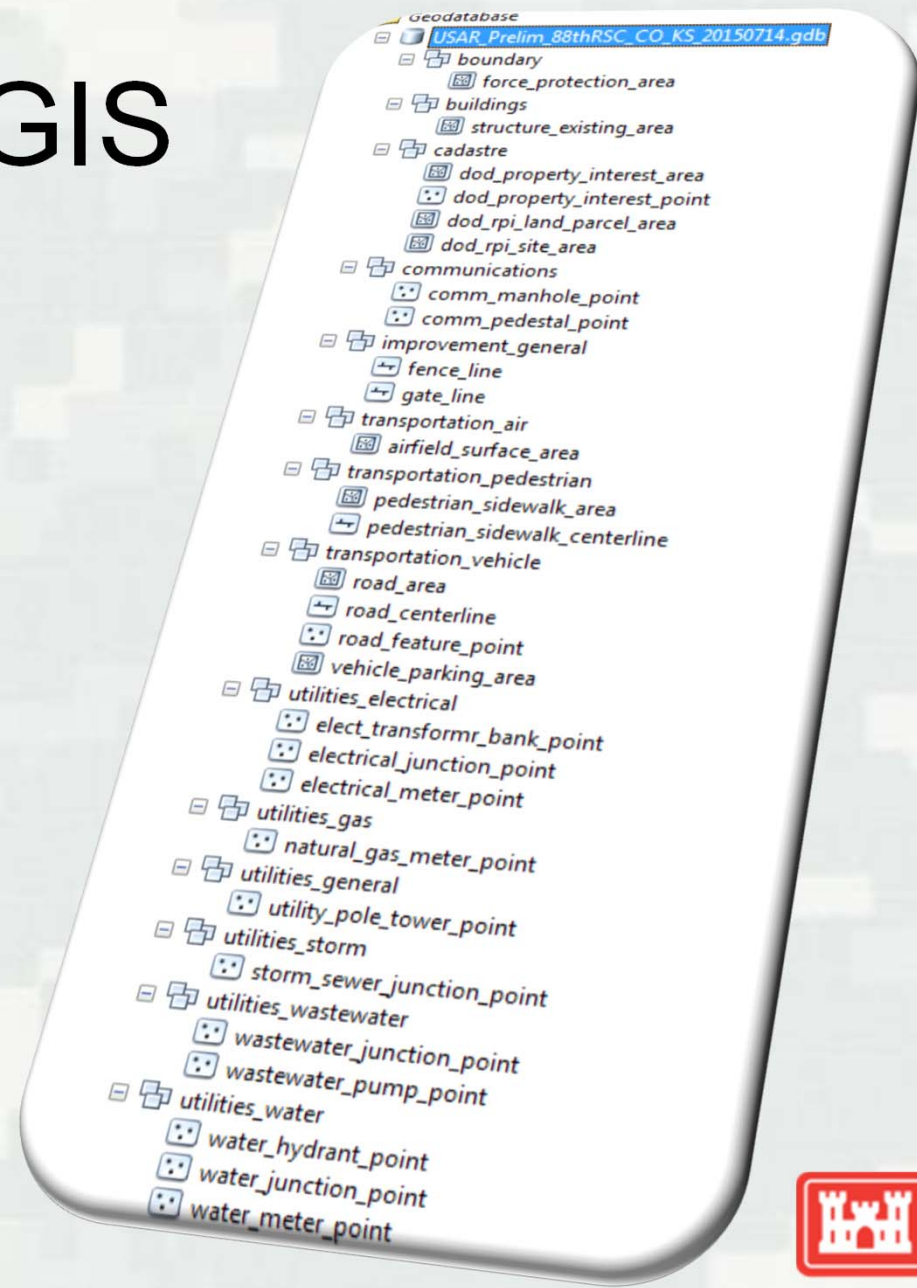 GIS
Geodatabase
USAR_Prelim_88thRSC_CO_KS_20150714.gdb
boundary
force_protection_area
buildings
structure_existing_area
cadastre
dod_property_interest_area
dod_property_interest_point
dod_rpi_land_parcel_area
dod_rpi_site_area
communications
comm_manhole_point
comm_pedestal_point
improvement_general
fence_line
gate_line
transportation_air
airfield_surface_area
transportation_pedestrian
pedestrian_sidewalk_area
pedestrian_sidewalk_centerline
transportation_vehicle
road_area
road_centerline
road_feature_point
vehicle_parking_area
utilities_electrical
elect_transformr_bank_point
electrical_junction_point
electrical_meter_point
utilities_gas
natural_gas_meter_point
utilities_general
utility_pole_tower_point
utilities_storm
storm_sewer_junction_point
utilities_wastewater
wastewater_junction_point
wastewater_pump_point
utilities_water
water_hydrant_point
water_junction_point
water_meter_point